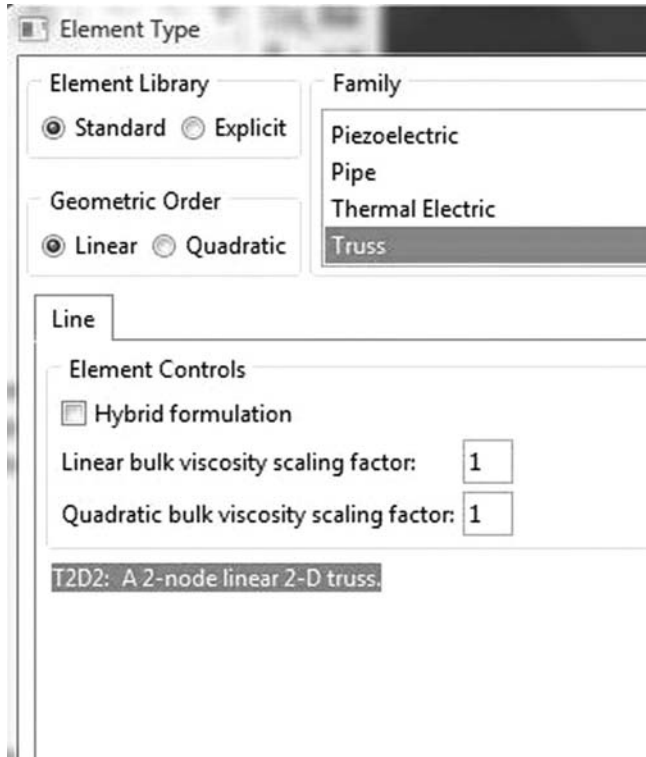 Element Type
Element Library
Standard Explicit
Family
Piezoelectric
Pipe
Thermal Electric
Truss
Geometric Order
Linear Quadratic
Line
Element Controls
Hybrid formulation
Linear bulk viscosity scaling factor: 1
Quadratic bulk viscosity scaling factor: 1
T2D2: A 2-node linear 2-D truss.